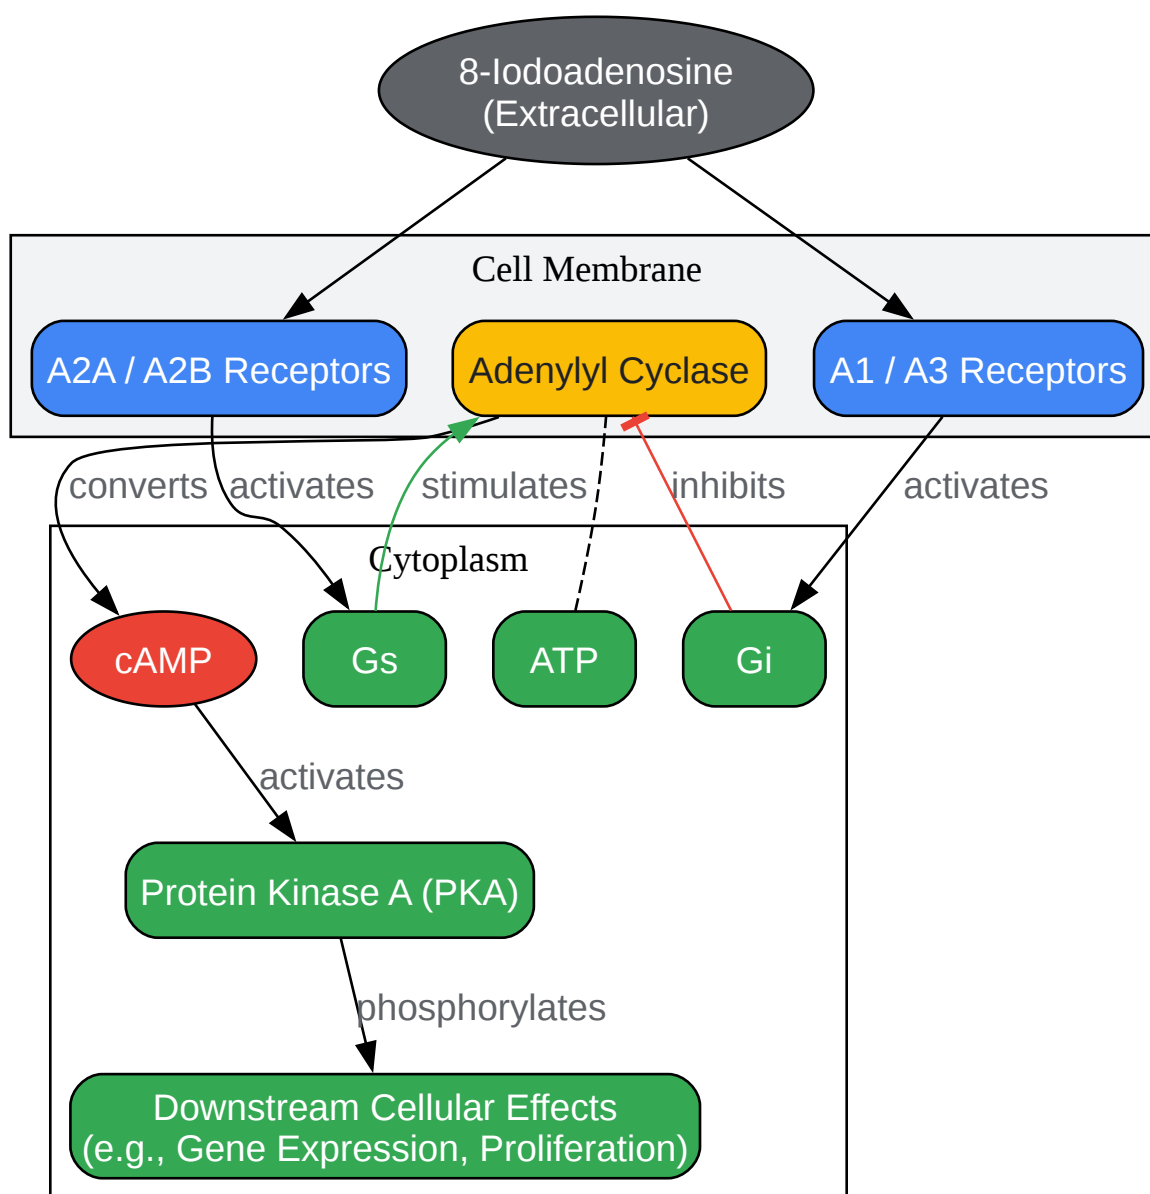 8-Iodoadenosine
(Extracellular)
Cell Membrane
A2A / A2B Receptors
Adenylyl Cyclase
A1 / A3 Receptors
converts
activates
stimulates
inhibits
activates
Cytoplasm
cAMP
Gs
ATP
Gi
activates
Protein Kinase A (PKA)
phosphorylates
Downstream Cellular Effects
(e.g., Gene Expression, Proliferation)